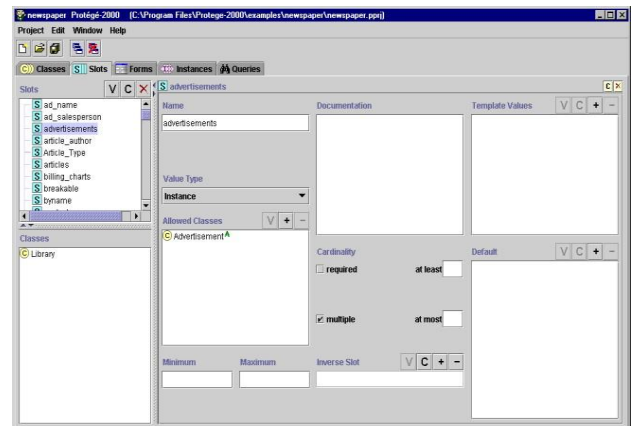 newspaper Protégé-2000 [C:\Program Files\Protege-2000\examples\newspaper\newspaper.pprj]
Project Edit Window Help
C Classes S Slots Forms Instances Queries
Slots V C
S advertisements C
S ad_name
S ad_salesperson
S advertisements
S article_author
S Article_Type
S articles
S billing_charts
S breakable
S byname
Classes
C Library
Name
advertisements
Documentation
Template Values V C + -
Value Type
Instance
Allowed Classes V + -
C Advertisement A
Cardinality
required at least
multiple at most
Default V C + -
Minimum Maximum Inverse Slot V C + -